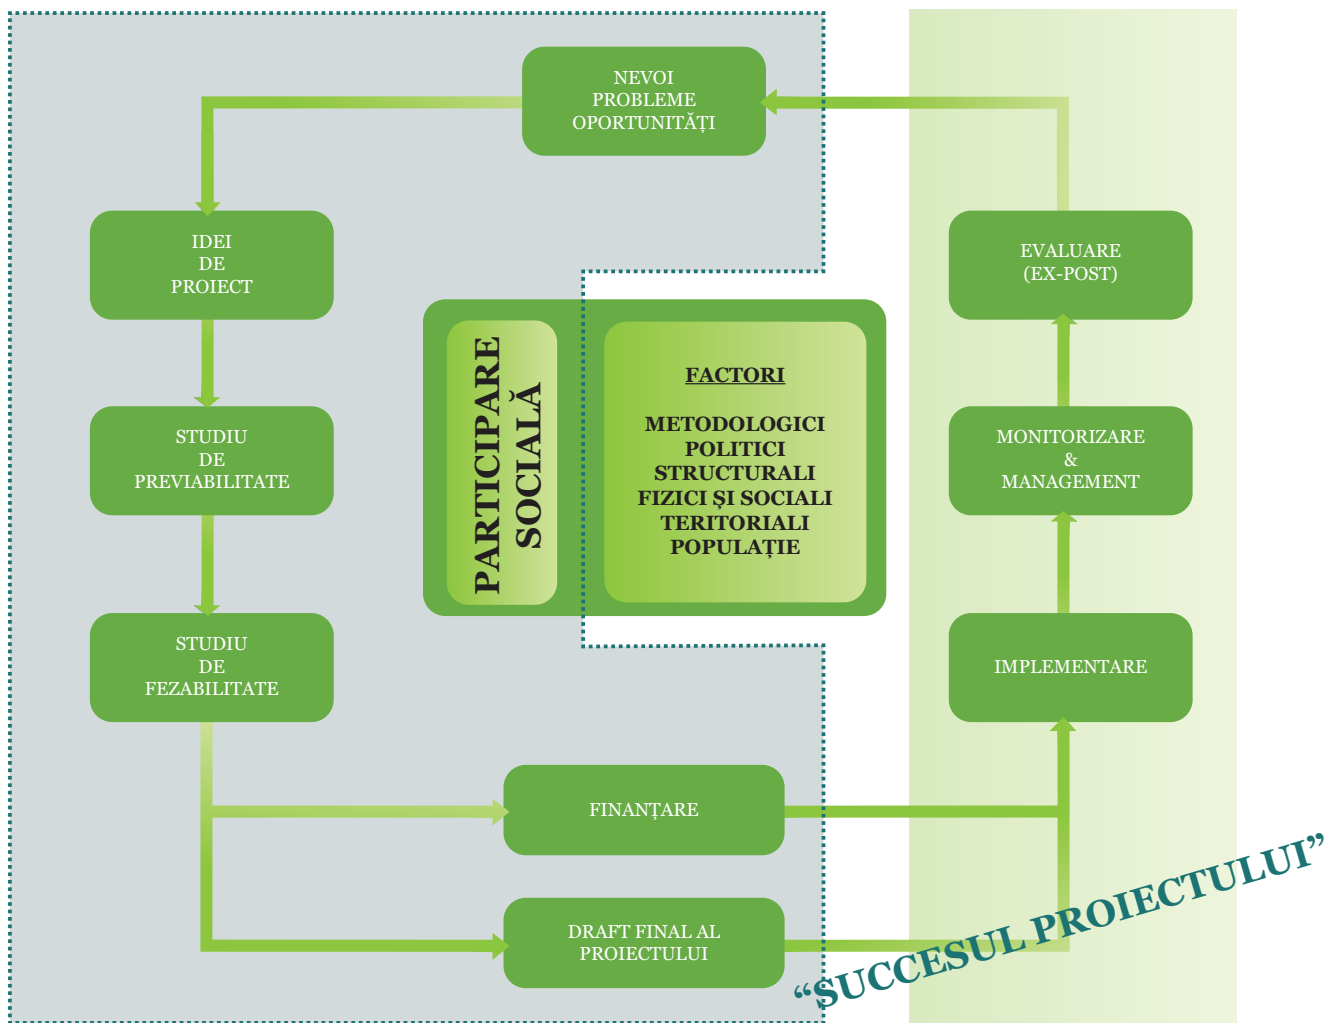 NEVOI
PROBLEME
OPORTUNITĂȚI
IDEI
DE
PROIECT
EVALUARE
(EX-POST)
PARTICIPARE
SOCIALĂ
FACTORI
METODOLOGICI
POLITICI
STRUCTURALI
FIZICI ȘI SOCIALI
TERITORIALI
POPULAȚIE
STUDIU
DE
PREVIABILITATE
MONITORIZARE
&
MANAGEMENT
STUDIU
DE
FEZABILITATE
IMPLEMENTARE
FINANȚARE
DRAFT FINAL AL
PROIECTULUI
“SUCCESUL PROIECTULUI”